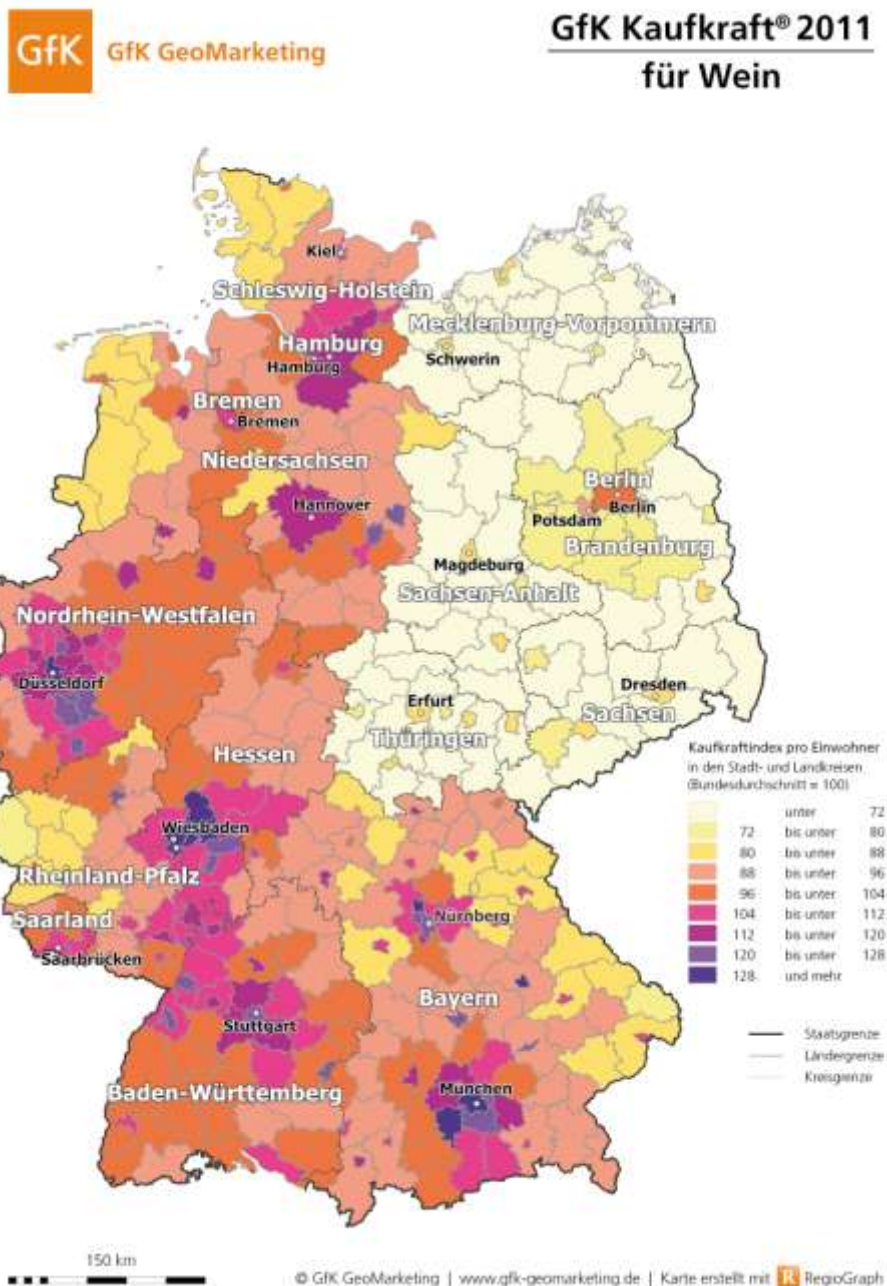 GfK
GfK GeoMarketing
GfK Kaufkraft® 2011
für Wein
Kiel
Schleswig-Holstein
Mecklenburg-Vorpommern
Hamburg
Schwerin
Hamburg
Bremen
Bremen
Niedersachsen
Berlin
Hannover
Berlin
Potsdam
Brandenburg
Magdeburg
Sachsen-Anhalt
Nordrhein-Westfalen
Düsseldorf
Dresden
Erfurt
Sachsen
Thüringen
Hessen
Wiesbaden
Rheinland-Pfalz
Saarland
Nürnberg
Saarbrücken
Bayern
Stuttgart
Baden-Württemberg
München
Kaufkraftindex pro Einwohner
in den Stadt- und Landkreisen
(Bundesdurchschnitt = 100)
unter 72
72 bis unter 80
80 bis unter 88
88 bis unter 96
96 bis unter 104
104 bis unter 112
112 bis unter 120
120 bis unter 128
128 und mehr
Staatsgrenze
Ländergrenze
Kreisgrenze
150 km
© GfK GeoMarketing | www.gfk-geomarketing.de | Karte erstellt mit R RegioGraph